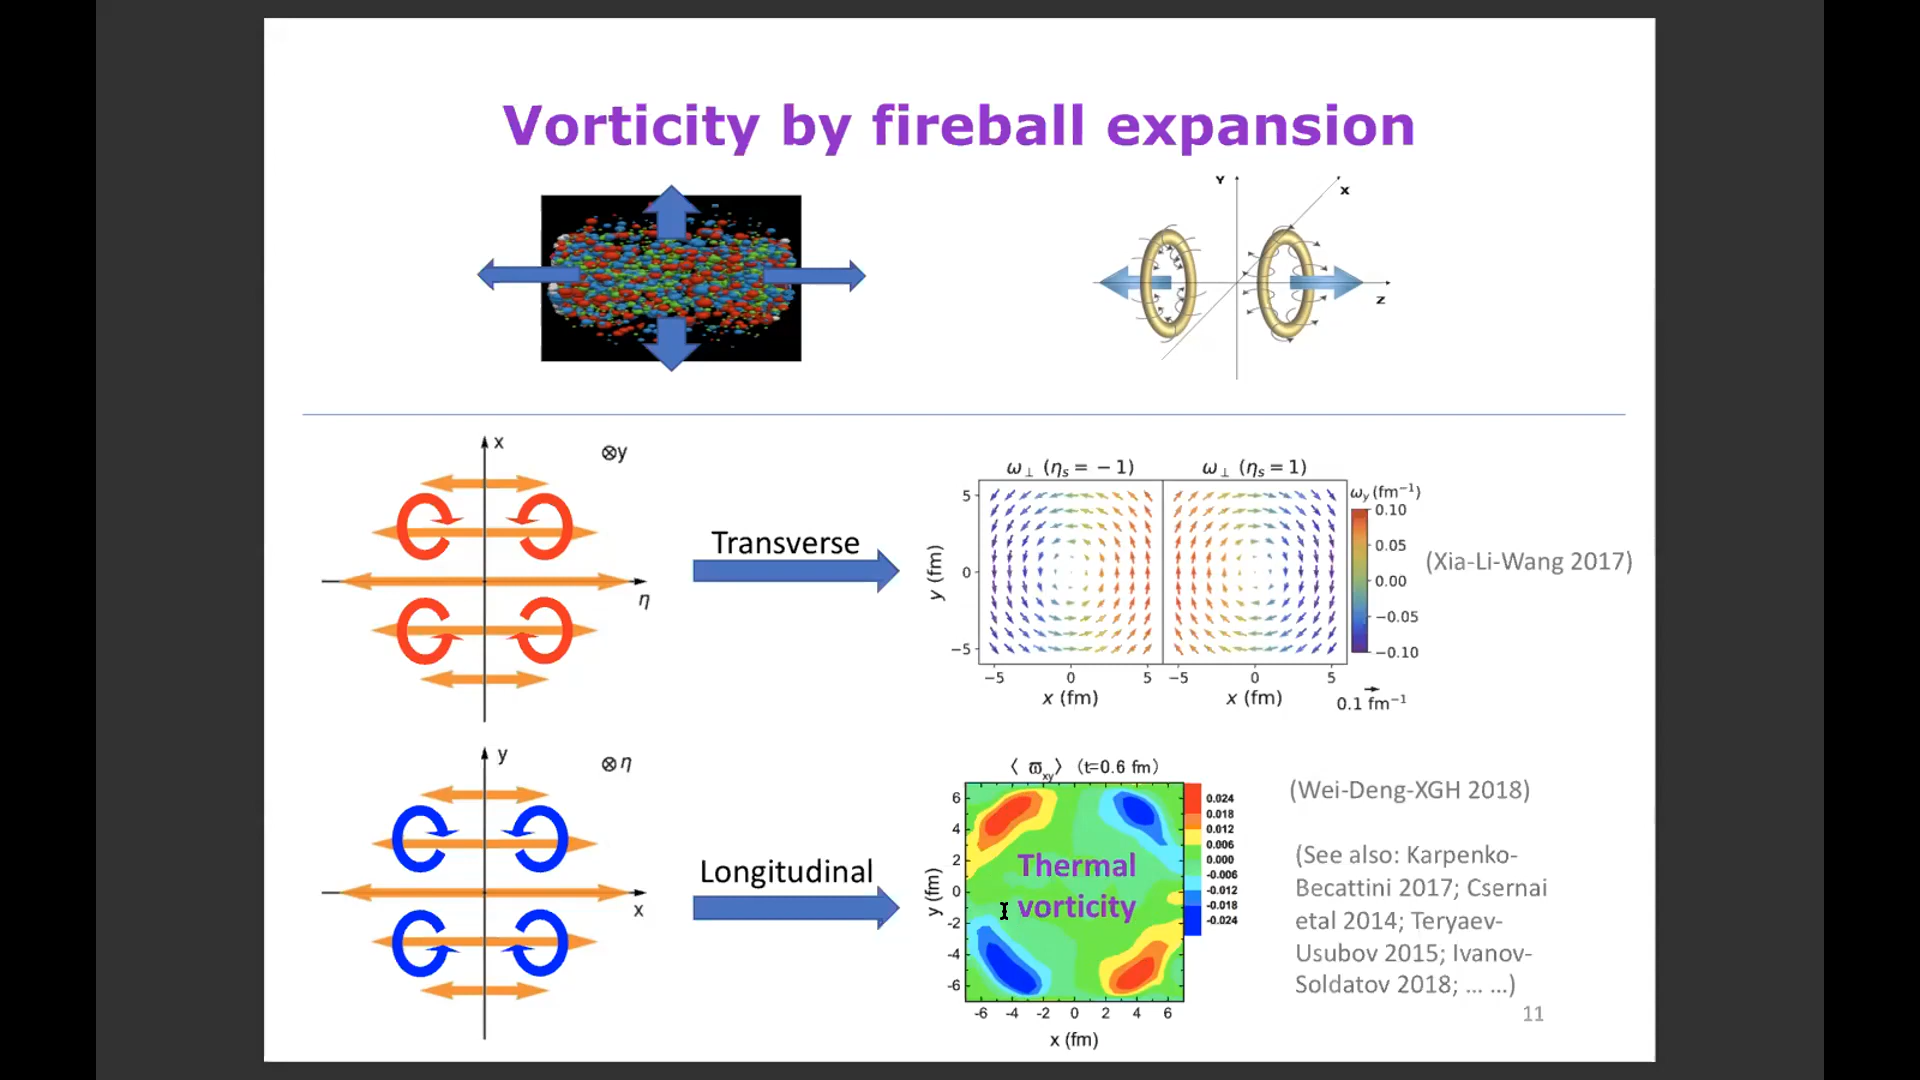 Vorticity by fireball expansion
Y
X
Z
x
⊗y
η
Transverse
ω⊥ (ηs = −1)
ω⊥ (ηs = 1)
ωy (fm⁻¹)
5
0
−5
y (fm)
−5
0
5
−5
0
5
x (fm)
x (fm)
0.10
0.05
0.00
−0.05
−0.10
0.1 fm⁻¹
(Xia-Li-Wang 2017)
y
⊗η
x
Longitudinal
〈 ϖxy〉 (t=0.6 fm)
6
4
2
0
-2
-4
-6
y (fm)
Thermal
vorticity
-6
-4
-2
0
2
4
6
x (fm)
0.024
0.018
0.012
0.006
0.000
-0.006
-0.012
-0.018
-0.024
(Wei-Deng-XGH 2018)
(See also: Karpenko-
Becattini 2017; Csernai
etal 2014; Teryaev-
Usubov 2015; Ivanov-
Soldatov 2018; ... ...)
11